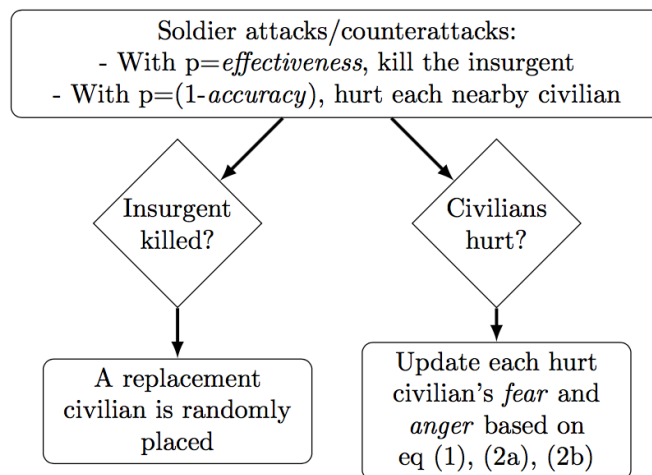 Soldier attacks/counterattacks:
- With p=effectiveness, kill the insurgent
- With p=(1-accuracy), hurt each nearby civilian
Insurgent
killed?
Civilians
hurt?
A replacement
civilian is randomly
placed
Update each hurt
civilian's fear and
anger based on
eq (1), (2a), (2b)